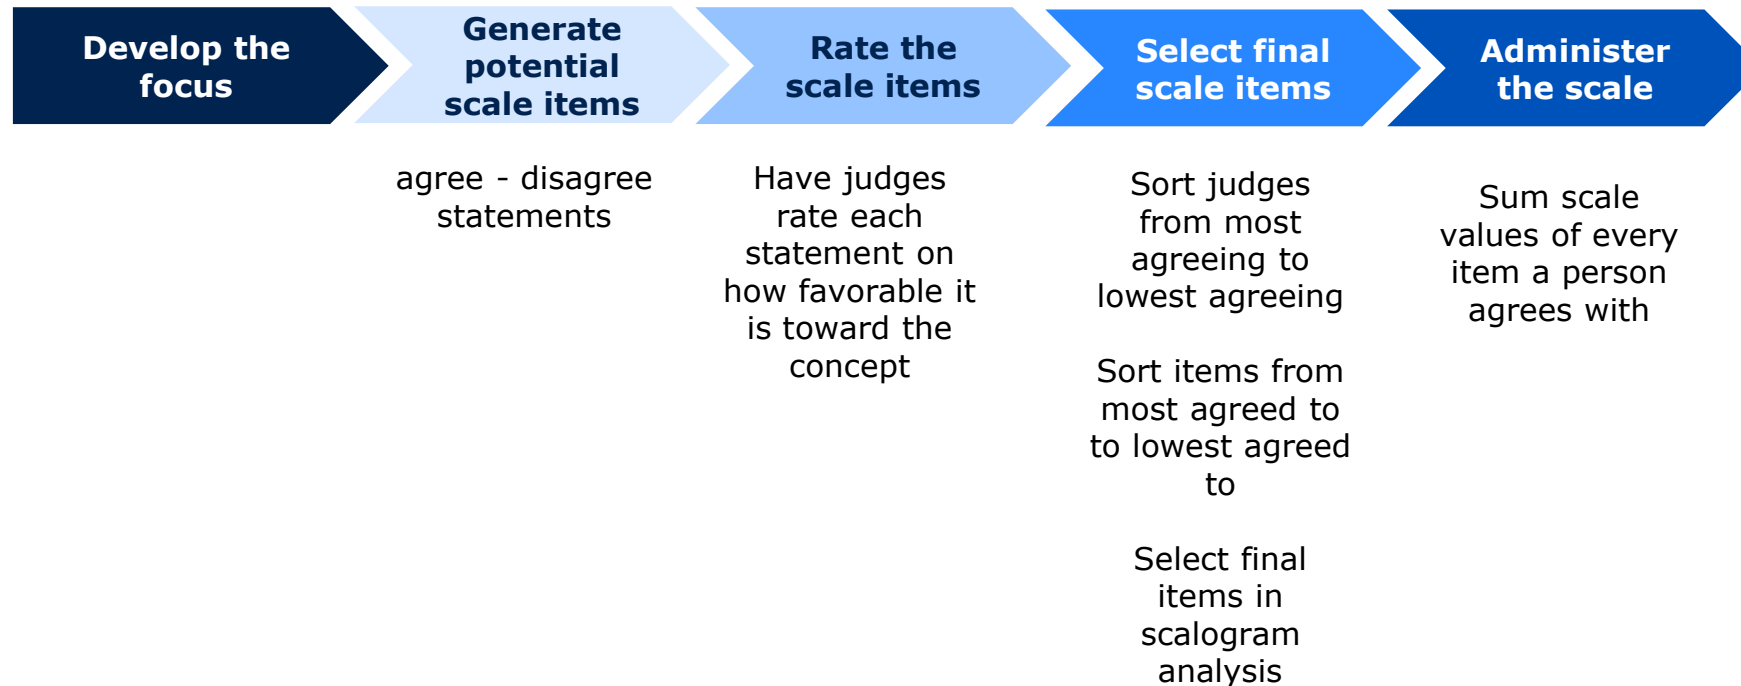 Develop the
focus
Generate
potential
scale items
Rate the
scale items
Select final
scale items
Administer
the scale
agree - disagree
statements
Have judges
rate each
statement on
how favorable it
is toward the
concept
Sort judges
from most
agreeing to
lowest agreeing
Sort items from
most agreed to
to lowest agreed
to
Select final
items in
scalogram
analysis
Sum scale
values of every
item a person
agrees with